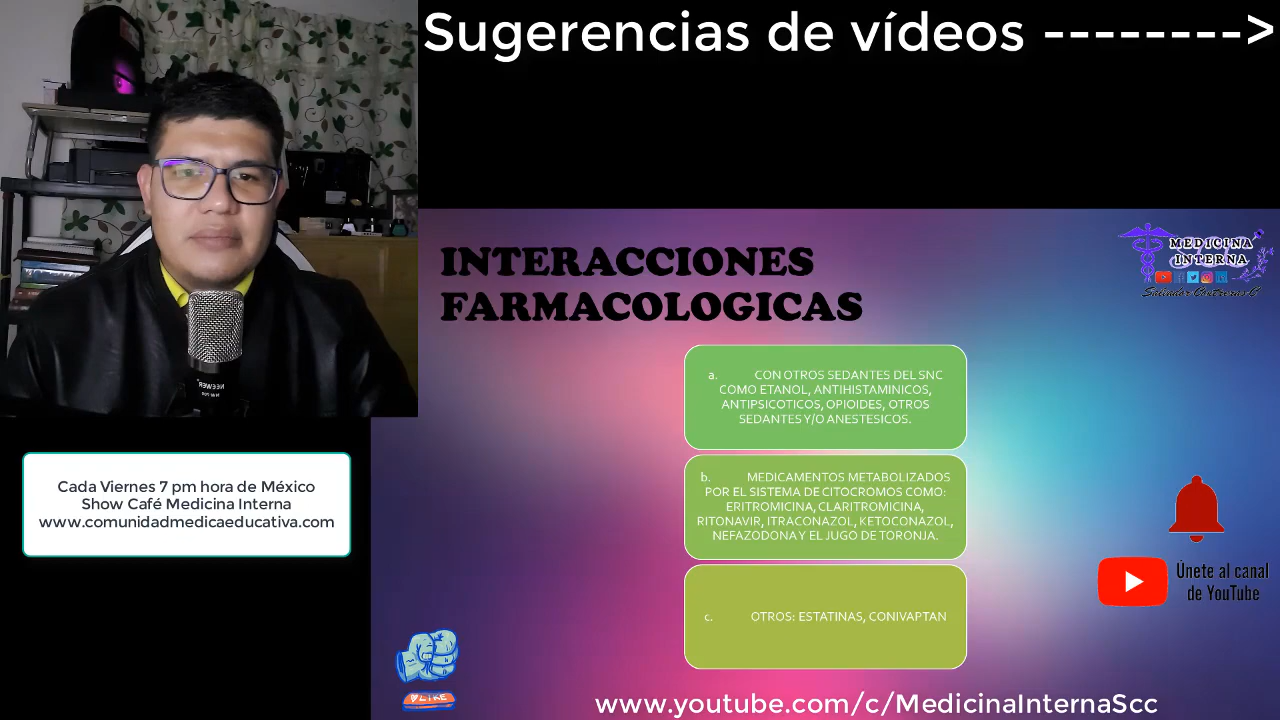 Sugerencias de vídeos -------->
MEDICINA
INTERNA
INTERACCIONES
FARMACOLOGICAS
a. CON OTROS SEDANTES DEL SNC
COMO ETANOL, ANTIHISTAMINICOS,
ANTIPSICOTICOS, OPIOIDES, OTROS
SEDANTES Y/O ANESTESICOS.
b. MEDICAMENTOS METABOLIZADOS
POR EL SISTEMA DE CITOCROMOS COMO:
ERITROMICINA, CLARITROMICINA,
RITONAVIR, ITRACONAZOL, KETOCONAZOL,
NEFAZODONA Y EL JUGO DE TORONJA.
c. OTROS: ESTATINAS, CONIVAPTAN
NEEWER
Cada Viernes 7 pm hora de México
Show Café Medicina Interna
www.comunidadmedicaeducativa.com
Únete al canal
de YouTube
LIKE
www.youtube.com/c/MedicinaInternaScc